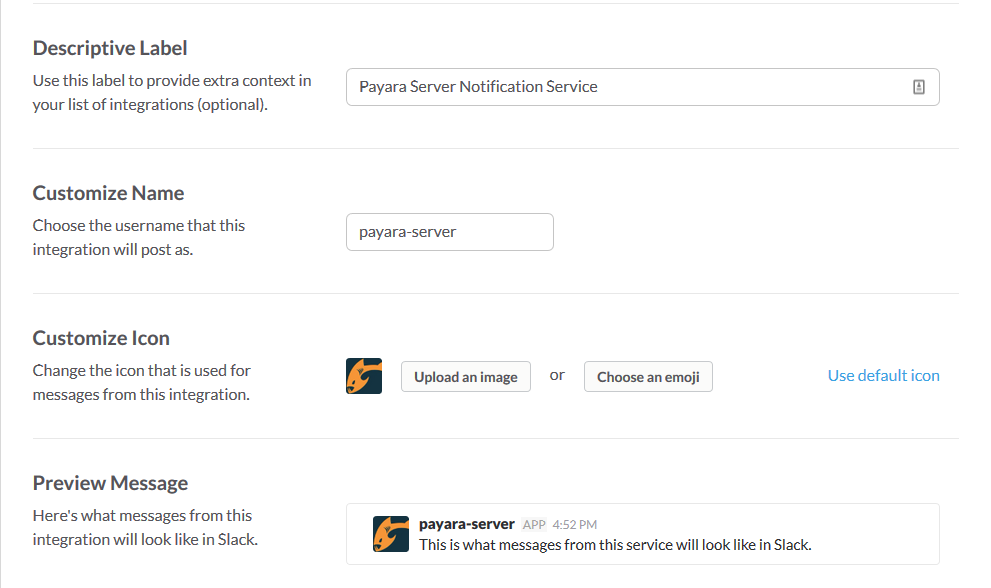 Descriptive Label
Use this label to provide extra context in
your list of integrations (optional).
Payara Server Notification Service
Customize Name
Choose the username that this
integration will post as.
payara-server
Customize Icon
Change the icon that is used for
messages from this integration.
Upload an image or Choose an emoji Use default icon
Preview Message
Here's what messages from this
integration will look like in Slack.
payara-server APP 4:52 PM
This is what messages from this service will look like in Slack.